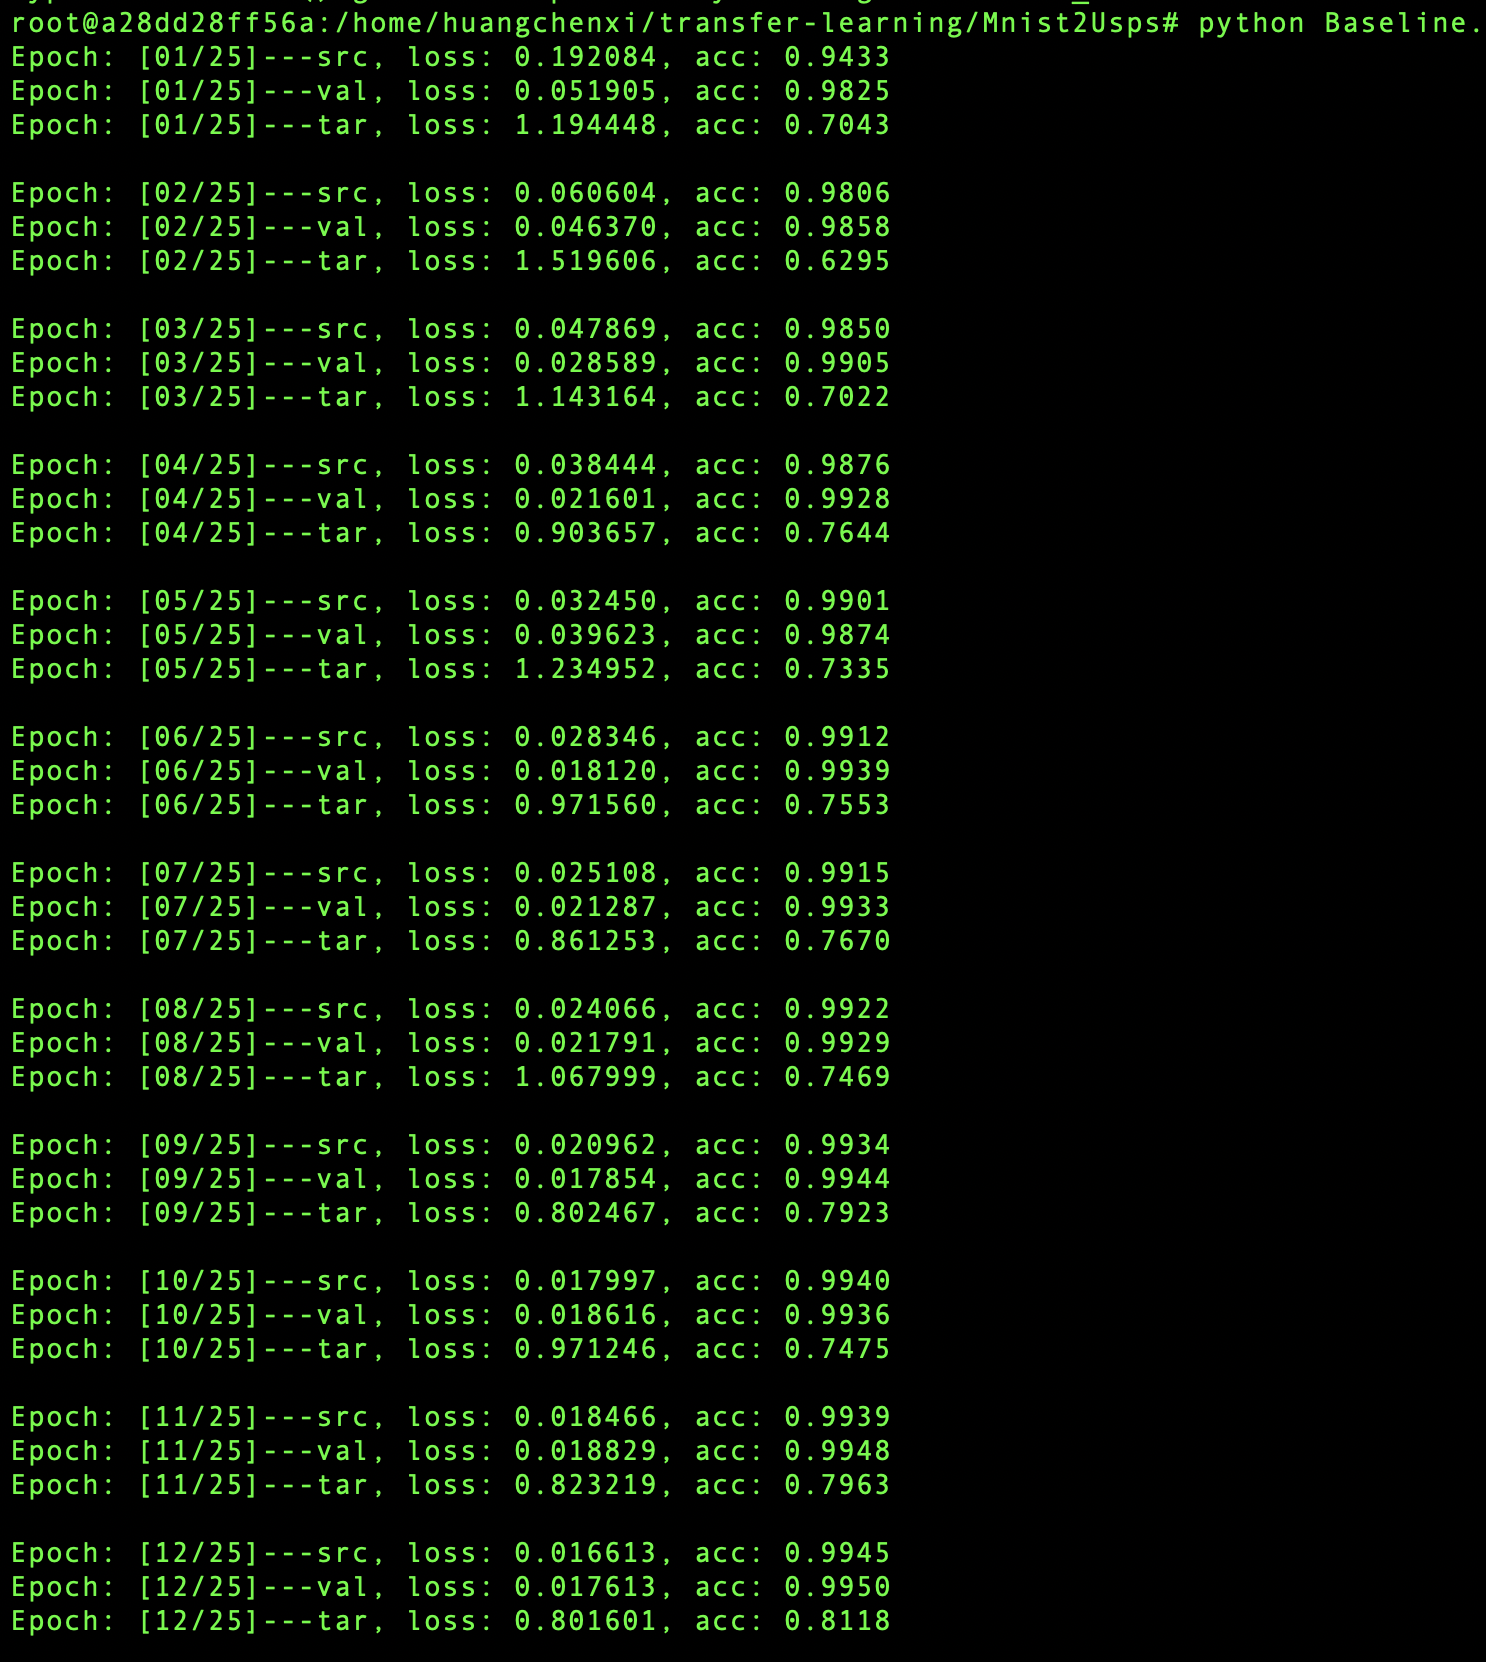 root@a28dd28ff56a:/home/huangchenxi/transfer-learning/Mnist2Usps# python Baseline.
Epoch: [01/25]---src, loss: 0.192084, acc: 0.9433
Epoch: [01/25]---val, loss: 0.051905, acc: 0.9825
Epoch: [01/25]---tar, loss: 1.194448, acc: 0.7043
Epoch: [02/25]---src, loss: 0.060604, acc: 0.9806
Epoch: [02/25]---val, loss: 0.046370, acc: 0.9858
Epoch: [02/25]---tar, loss: 1.519606, acc: 0.6295
Epoch: [03/25]---src, loss: 0.047869, acc: 0.9850
Epoch: [03/25]---val, loss: 0.028589, acc: 0.9905
Epoch: [03/25]---tar, loss: 1.143164, acc: 0.7022
Epoch: [04/25]---src, loss: 0.038444, acc: 0.9876
Epoch: [04/25]---val, loss: 0.021601, acc: 0.9928
Epoch: [04/25]---tar, loss: 0.903657, acc: 0.7644
Epoch: [05/25]---src, loss: 0.032450, acc: 0.9901
Epoch: [05/25]---val, loss: 0.039623, acc: 0.9874
Epoch: [05/25]---tar, loss: 1.234952, acc: 0.7335
Epoch: [06/25]---src, loss: 0.028346, acc: 0.9912
Epoch: [06/25]---val, loss: 0.018120, acc: 0.9939
Epoch: [06/25]---tar, loss: 0.971560, acc: 0.7553
Epoch: [07/25]---src, loss: 0.025108, acc: 0.9915
Epoch: [07/25]---val, loss: 0.021287, acc: 0.9933
Epoch: [07/25]---tar, loss: 0.861253, acc: 0.7670
Epoch: [08/25]---src, loss: 0.024066, acc: 0.9922
Epoch: [08/25]---val, loss: 0.021791, acc: 0.9929
Epoch: [08/25]---tar, loss: 1.067999, acc: 0.7469
Epoch: [09/25]---src, loss: 0.020962, acc: 0.9934
Epoch: [09/25]---val, loss: 0.017854, acc: 0.9944
Epoch: [09/25]---tar, loss: 0.802467, acc: 0.7923
Epoch: [10/25]---src, loss: 0.017997, acc: 0.9940
Epoch: [10/25]---val, loss: 0.018616, acc: 0.9936
Epoch: [10/25]---tar, loss: 0.971246, acc: 0.7475
Epoch: [11/25]---src, loss: 0.018466, acc: 0.9939
Epoch: [11/25]---val, loss: 0.018829, acc: 0.9948
Epoch: [11/25]---tar, loss: 0.823219, acc: 0.7963
Epoch: [12/25]---src, loss: 0.016613, acc: 0.9945
Epoch: [12/25]---val, loss: 0.017613, acc: 0.9950
Epoch: [12/25]---tar, loss: 0.801601, acc: 0.8118